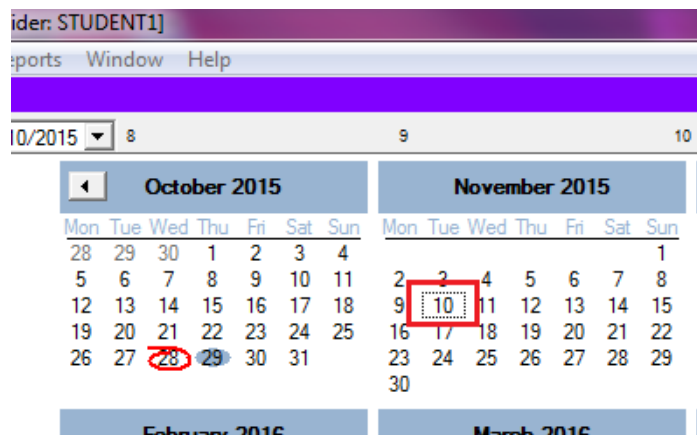 ider: STUDENT1]
eports Window Help
10/2015 8 9 10
October 2015 November 2015
Mon Tue Wed Thu Fri Sat Sun Mon Tue Wed Thu Fri Sat Sun
28 29 30 1 2 3 4 1
5 6 7 8 9 10 11 2 3 4 5 6 7 8
12 13 14 15 16 17 18 9 10 11 12 13 14 15
19 20 21 22 23 24 25 16 17 18 19 20 21 22
26 27 28 29 30 31 23 24 25 26 27 28 29
30
February 2016 March 2016